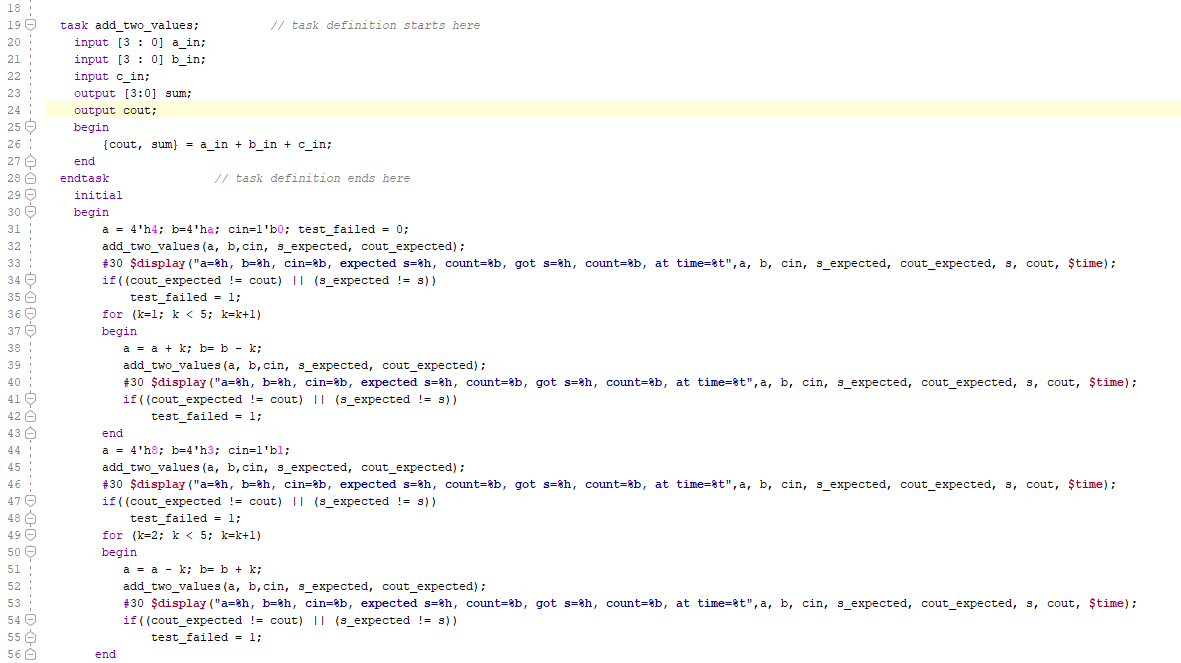 18
19 task add_two_values; // task definition starts here
20 input [3 : 0] a_in;
21 input [3 : 0] b_in;
22 input c_in;
23 output [3:0] sum;
24 output cout;
25 begin
26 {cout, sum} = a_in + b_in + c_in;
27 end
28 endtask // task definition ends here
29 initial
30 begin
31 a = 4'h4; b=4'ha; cin=1'b0; test_failed = 0;
32 add_two_values(a, b,cin, s_expected, cout_expected);
33 #30 $display("a=%h, b=%h, cin=%b, expected s=%h, count=%b, got s=%h, count=%b, at time=%t",a, b, cin, s_expected, cout_expected, s, cout, $time);
34 if((cout_expected != cout) || (s_expected != s))
35 test_failed = 1;
36 for (k=1; k < 5; k=k+1)
37 begin
38 a = a + k; b= b - k;
39 add_two_values(a, b,cin, s_expected, cout_expected);
40 #30 $display("a=%h, b=%h, cin=%b, expected s=%h, count=%b, got s=%h, count=%b, at time=%t",a, b, cin, s_expected, cout_expected, s, cout, $time);
41 if((cout_expected != cout) || (s_expected != s))
42 test_failed = 1;
43 end
44 a = 4'h8; b=4'h3; cin=1'b1;
45 add_two_values(a, b,cin, s_expected, cout_expected);
46 #30 $display("a=%h, b=%h, cin=%b, expected s=%h, count=%b, got s=%h, count=%b, at time=%t",a, b, cin, s_expected, cout_expected, s, cout, $time);
47 if((cout_expected != cout) || (s_expected != s))
48 test_failed = 1;
49 for (k=2; k < 5; k=k+1)
50 begin
51 a = a - k; b= b + k;
52 add_two_values(a, b,cin, s_expected, cout_expected);
53 #30 $display("a=%h, b=%h, cin=%b, expected s=%h, count=%b, got s=%h, count=%b, at time=%t",a, b, cin, s_expected, cout_expected, s, cout, $time);
54 if((cout_expected != cout) || (s_expected != s))
55 test_failed = 1;
56 end